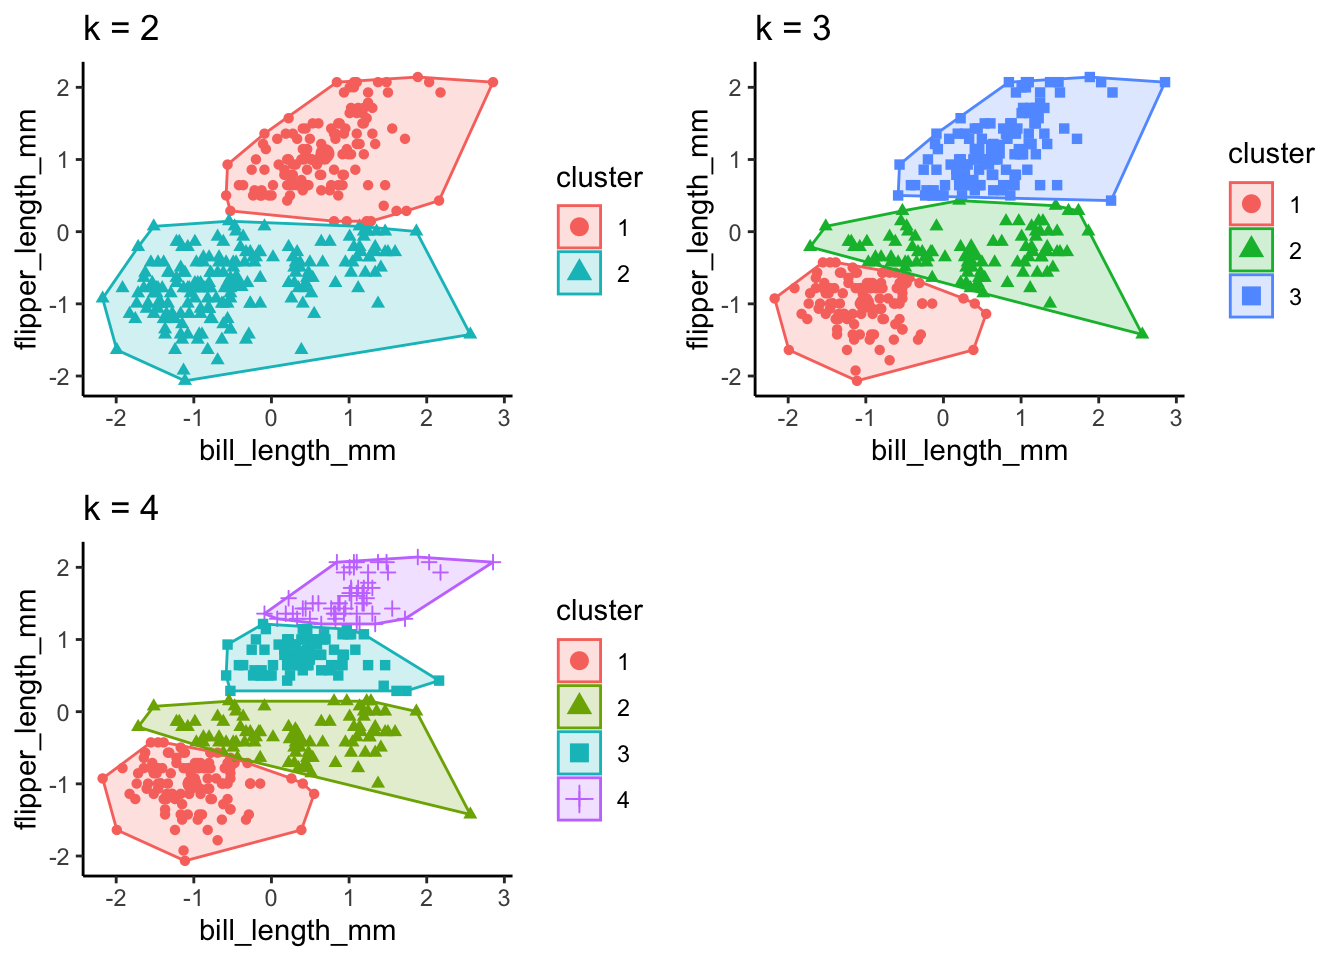 k = 2
flipper_length_mm
2
1
0
-1
-2
-2 -1 0 1 2 3
bill_length_mm
cluster
1
2
k = 3
flipper_length_mm
2
1
0
-1
-2
-2 -1 0 1 2 3
bill_length_mm
cluster
1
2
3
k = 4
flipper_length_mm
2
1
0
-1
-2
-2 -1 0 1 2 3
bill_length_mm
cluster
1
2
3
4